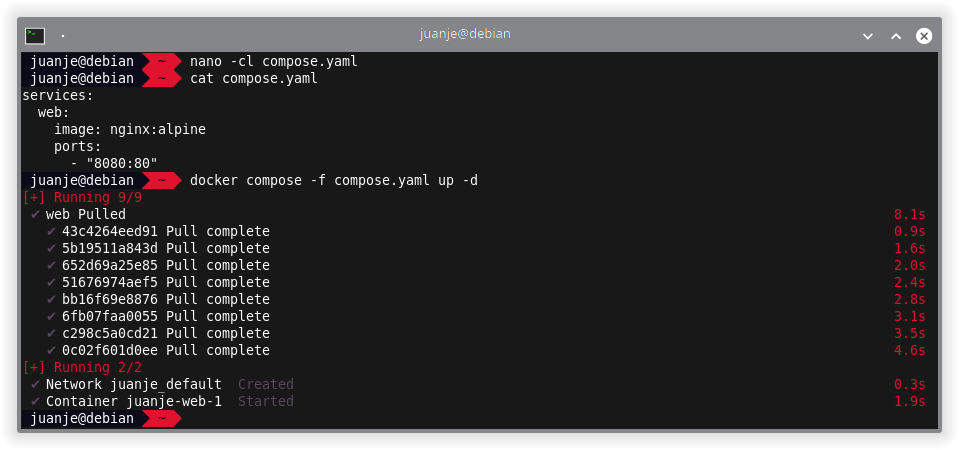 juanje@debian
juanje@debian ~ nano -cl compose.yaml
juanje@debian ~ cat compose.yaml
services:
  web:
    image: nginx:alpine
    ports:
      - "8080:80"
juanje@debian ~ docker compose -f compose.yaml up -d
[+] Running 9/9
 ✔ web Pulled 8.1s
   ✔ 43c4264eed91 Pull complete 0.9s
   ✔ 5b19511a843d Pull complete 1.6s
   ✔ 652d69a25e85 Pull complete 2.0s
   ✔ 51676974aef5 Pull complete 2.4s
   ✔ bb16f69e8876 Pull complete 2.8s
   ✔ 6fb07faa0055 Pull complete 3.1s
   ✔ c298c5a0cd21 Pull complete 3.5s
   ✔ 0c02f601d0ee Pull complete 4.6s
[+] Running 2/2
 ✔ Network juanje_default  Created 0.3s
 ✔ Container juanje-web-1  Started 1.9s
juanje@debian ~